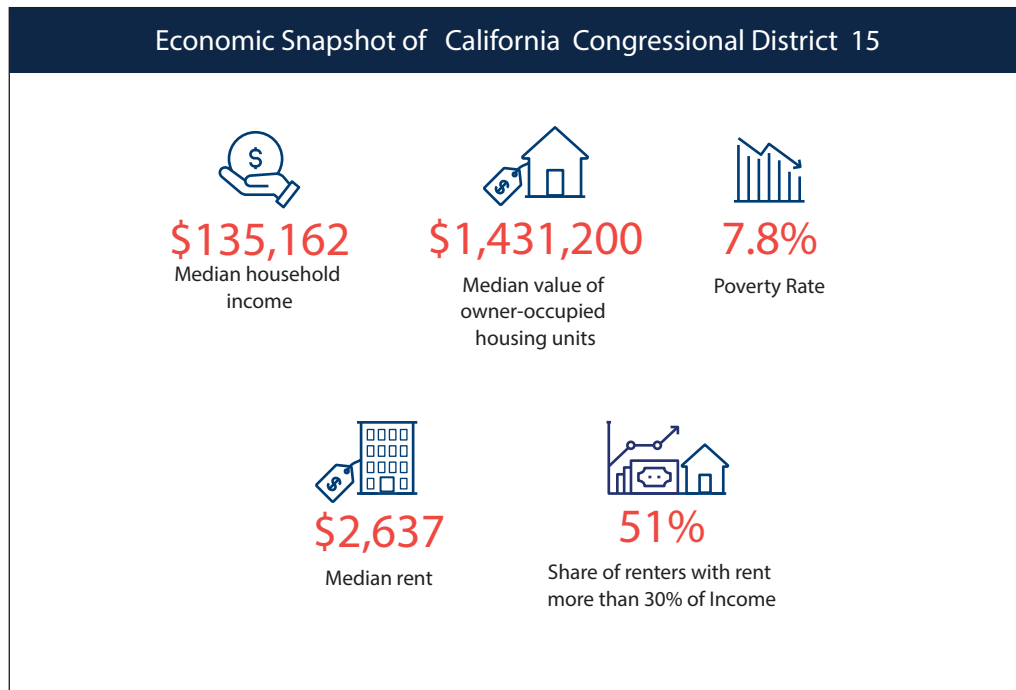 Economic Snapshot of California Congressional District 15
$
$
$135,162
Median household
income
$1,431,200
Median value of
owner-occupied
housing units
7.8%
Poverty Rate
$
$2,637
Median rent
51%
Share of renters with rent
more than 30% of Income